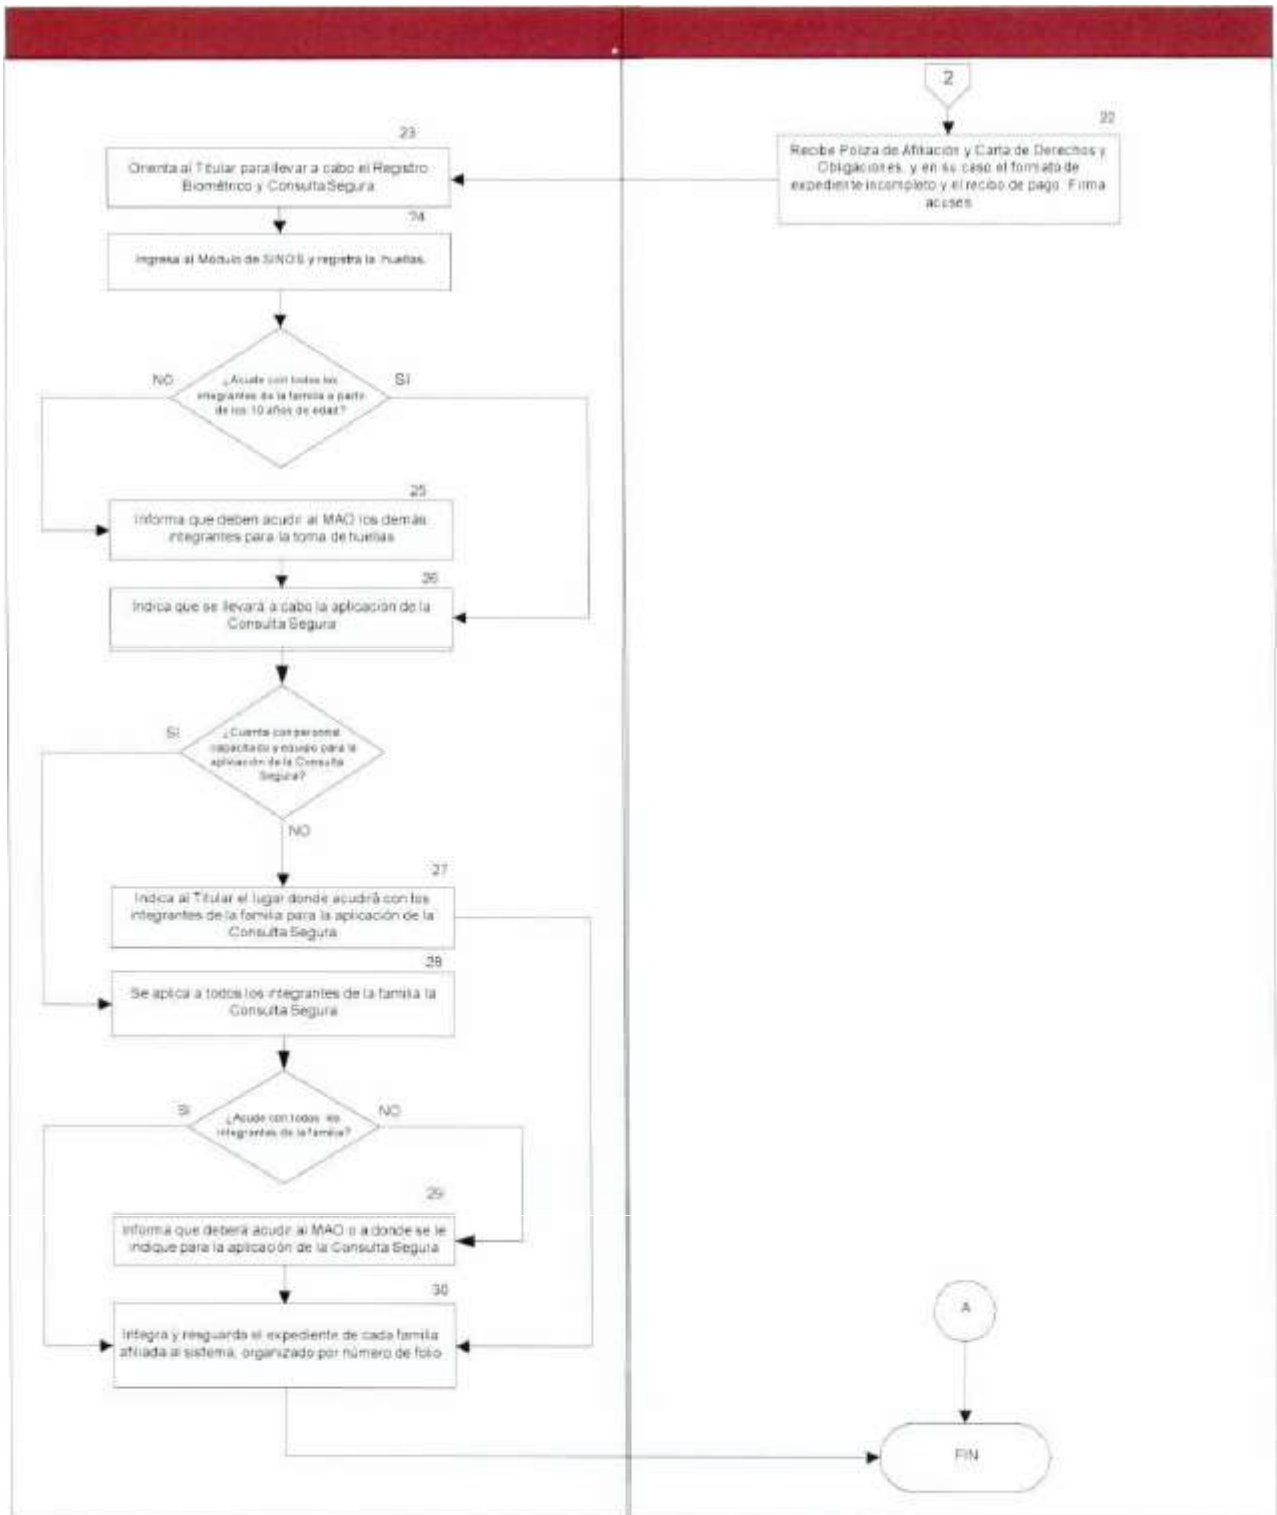 2
22
Recibe Poliza de Afiliación y Carta de Derechos y
Obligaciones, y en su caso el formato de
expediente incompleto y el recibo de pago. Firma
acuses
23
Orienta al Titular para llevar a cabo el Registro
Biométrico y Consulta Segura
24
Ingresa al Módulo de SINOS y registra la huellas.
¿Acude con todos los
integrantes de la familia a partir
de los 10 años de edad?
NO
SI
25
Informa que deben acudir al MAO los demás
integrantes para la toma de huellas
26
Indica que se llevará a cabo la aplicación de la
Consulta Segura
¿Cuenta con personal
capacitado y equipo para la
aplicación de la Consulta
Segura?
SI
NO
27
Indica al Titular el lugar donde acudirá con los
integrantes de la familia para la aplicación de la
Consulta Segura
28
Se aplica a todos los integrantes de la familia la
Consulta Segura
¿Acude con todos los
integrantes de la familia?
SI
NO
29
Informa que deberá acudir al MAO o a donde se le
indique para la aplicación de la Consulta Segura
30
Integra y resguarda el expediente de cada familia
afiliada al sistema, organizado por número de folio
A
FIN